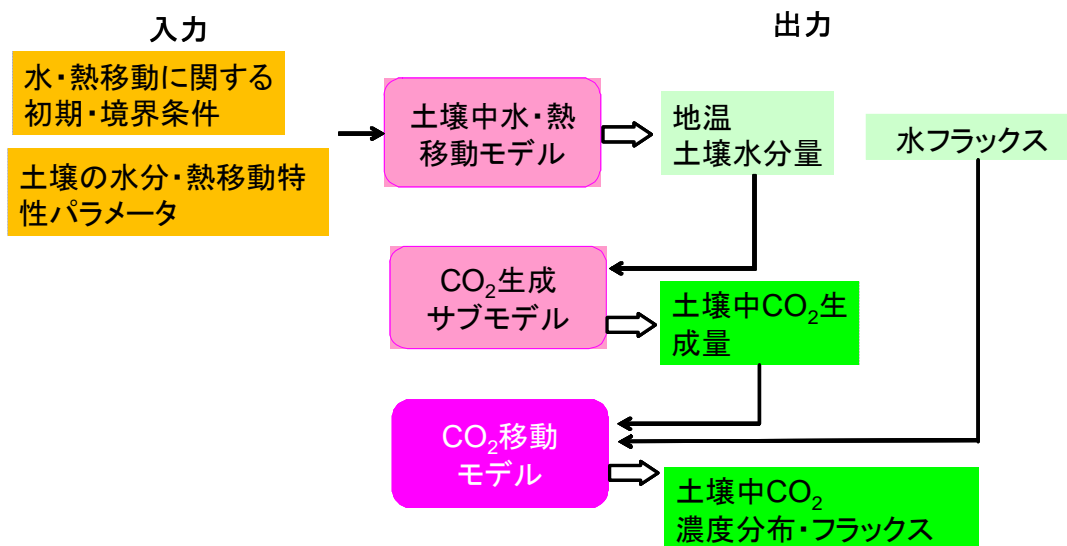 入力
出力
水・熱移動に関する
初期・境界条件
土壌の水分・熱移動特
性パラメータ
土壌中水・熱
移動モデル
地温
土壌水分量
水フラックス
CO₂生成
サブモデル
土壌中CO₂生
成量
CO₂移動
モデル
土壌中CO₂
濃度分布・フラックス